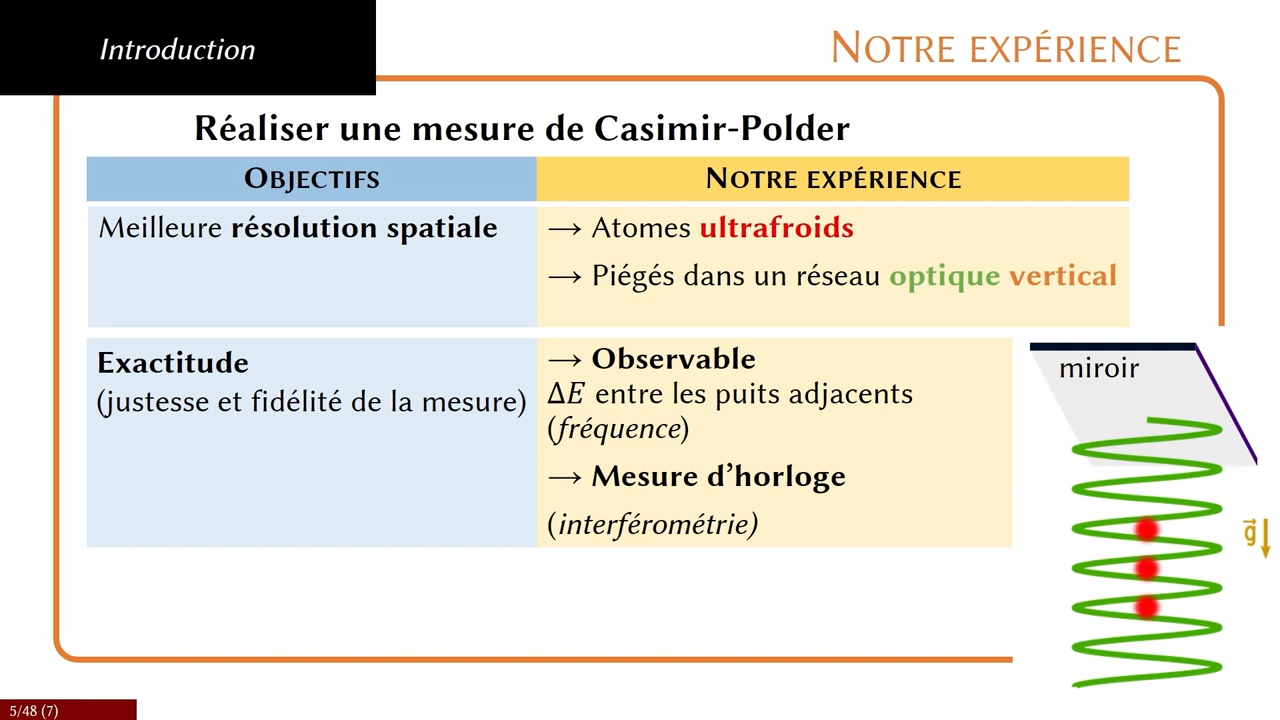 Introduction
NOTRE EXPÉRIENCE
Réaliser une mesure de Casimir-Polder
OBJECTIFS
NOTRE EXPÉRIENCE
Meilleure résolution spatiale
→ Atomes ultrafroids
→ Piégés dans un réseau optique vertical
Exactitude
(justesse et fidélité de la mesure)
→ Observable
ΔE entre les puits adjacents
(fréquence)
→ Mesure d’horloge
(interférométrie)
miroir
g⃗
5/48 (7)